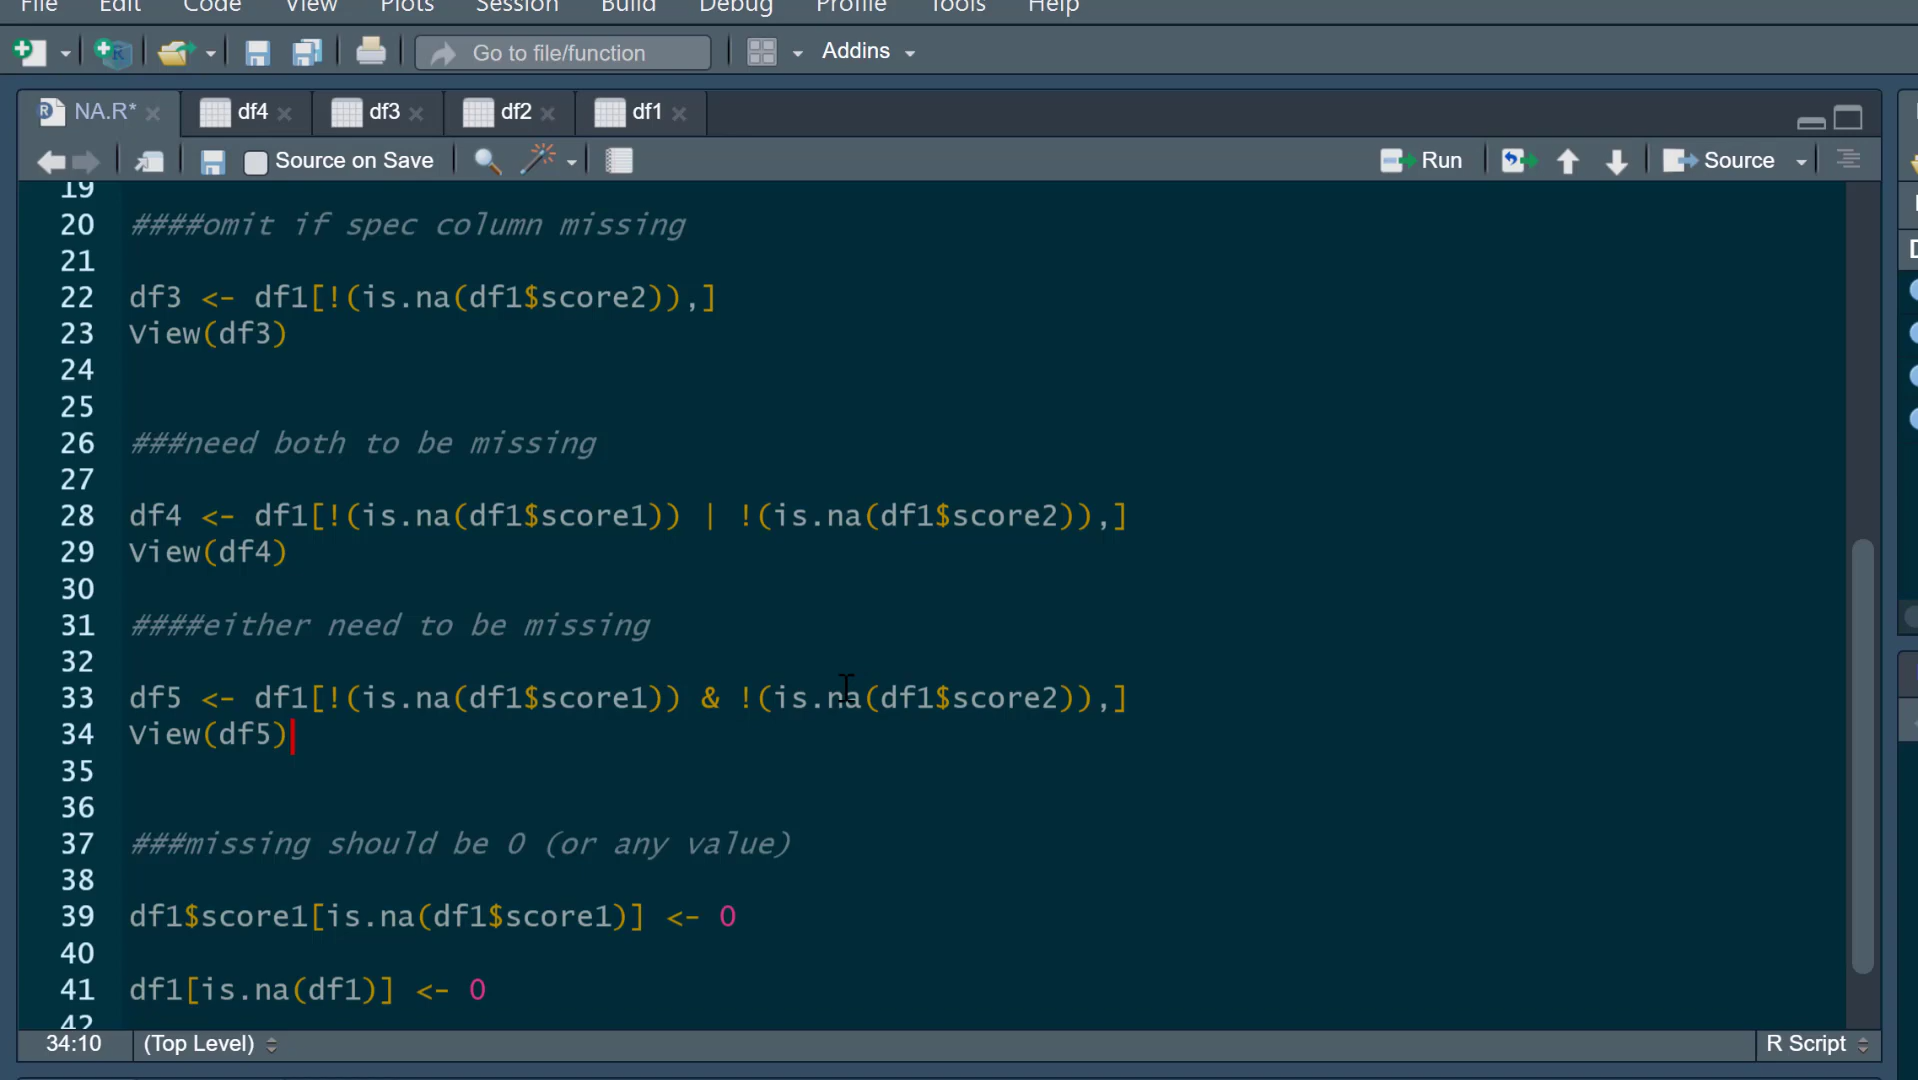 File Edit Code View Plots Session Build Debug Profile Tools Help
Go to file/function Addins
NA.R* df4 df3 df2 df1
Source on Save Run Source
19
20 ####omit if spec column missing
21
22 df3 <- df1[!(is.na(df1$score2)),]
23 View(df3)
24
25
26 ###need both to be missing
27
28 df4 <- df1[!(is.na(df1$score1)) | !(is.na(df1$score2)),]
29 View(df4)
30
31 ####either need to be missing
32
33 df5 <- df1[!(is.na(df1$score1)) & !(is.na(df1$score2)),]
34 View(df5)
35
36
37 ###missing should be 0 (or any value)
38
39 df1$score1[is.na(df1$score1)] <- 0
40
41 df1[is.na(df1)] <- 0
42
34:10 (Top Level) R Script